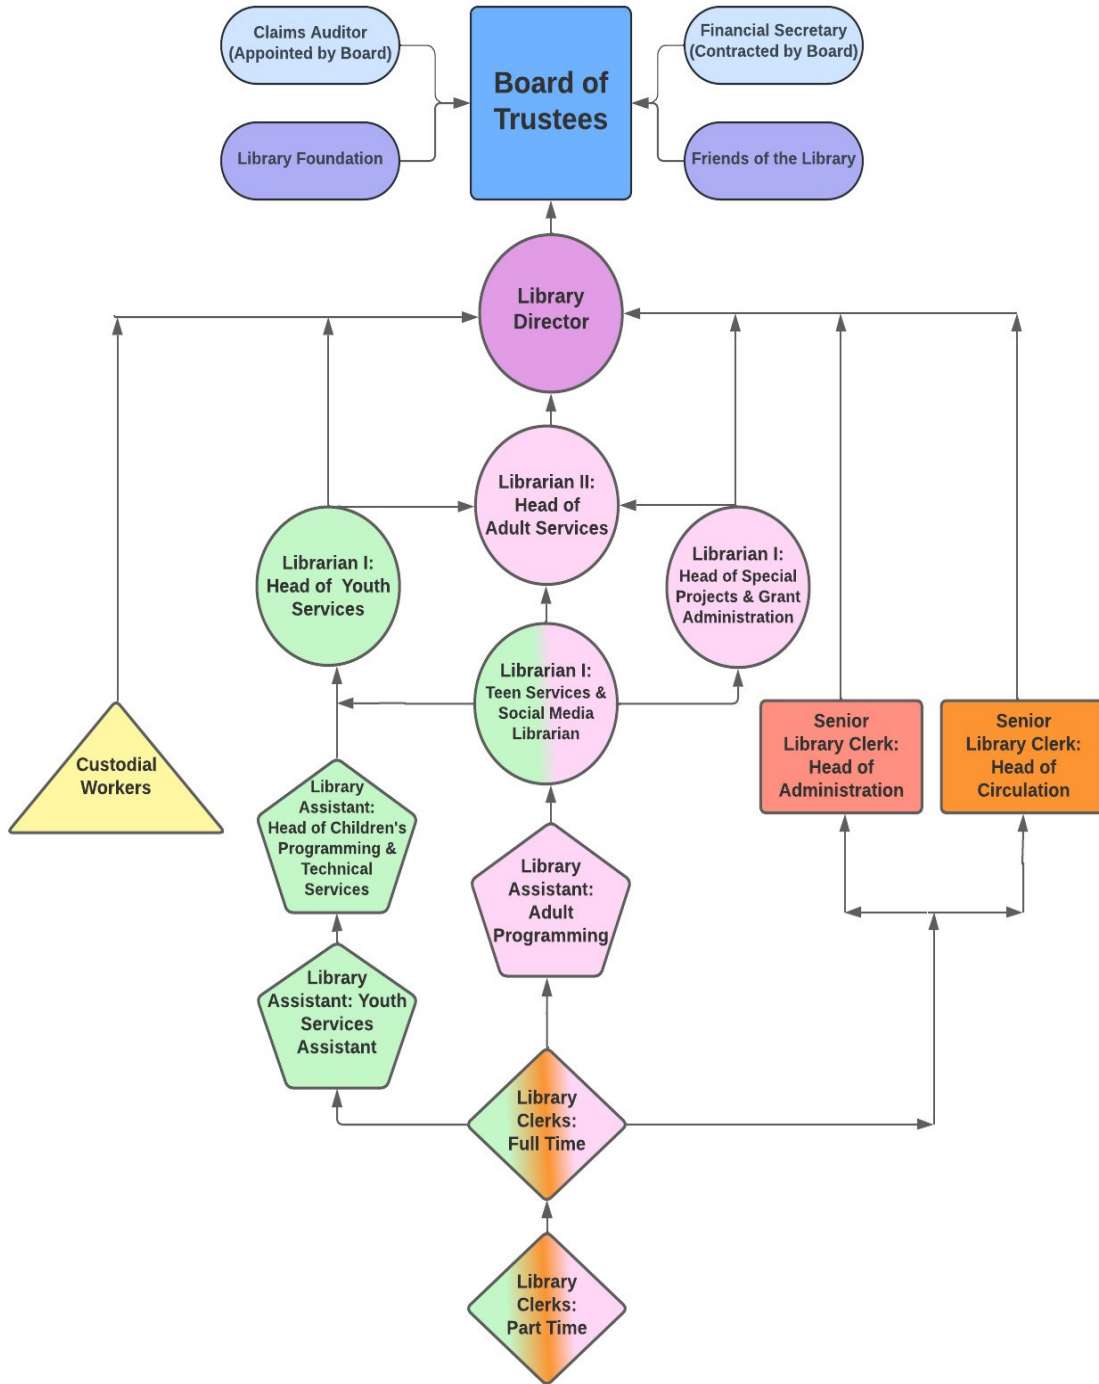 Claims Auditor
(Appointed by Board)
Financial Secretary
(Contracted by Board)
Board of
Trustees
Library Foundation
Friends of the Library
Library
Director
Librarian II:
Head of
Adult Services
Librarian I:
Head of Youth
Services
Librarian I:
Head of Special
Projects & Grant
Administration
Librarian I:
Teen Services &
Social Media
Librarian
Custodial
Workers
Senior
Library Clerk:
Head of
Administration
Senior
Library Clerk:
Head of
Circulation
Library
Assistant:
Head of Children's
Programming &
Technical
Services
Library
Assistant:
Adult
Programming
Library
Assistant: Youth
Services
Assistant
Library
Clerks:
Full Time
Library
Clerks:
Part Time